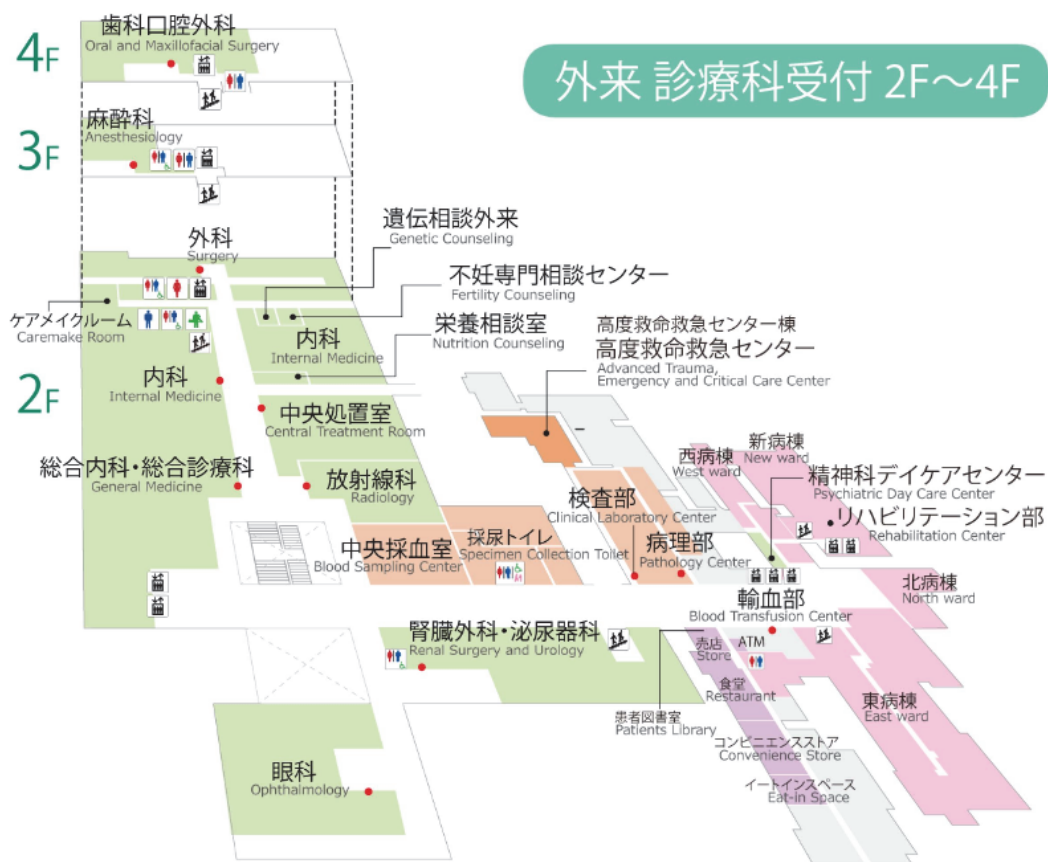 外来 診療科受付 2F～4F
4F
歯科口腔外科
Oral and Maxillofacial Surgery
3F
麻酔科
Anesthesiology
遺伝相談外来
Genetic Counseling
外科
Surgery
不妊専門相談センター
Fertility Counseling
ケアメイクルーム
Caremake Room
栄養相談室
Nutrition Counseling
内科
Internal Medicine
高度救命救急センター棟
高度救命救急センター
Advanced Trauma,
Emergency and Critical Care Center
2F
内科
Internal Medicine
中央処置室
Central Treatment Room
総合内科・総合診療科
General Medicine
放射線科
Radiology
西病棟
West ward
新病棟
New ward
精神科デイケアセンター
Psychiatric Day Care Center
検査部
Clinical Laboratory Center
リハビリテーション部
Rehabilitation Center
中央採血室
Blood Sampling Center
採尿トイレ
Specimen Collection Toilet
病理部
Pathology Center
北病棟
North ward
輸血部
Blood Transfusion Center
腎臓外科・泌尿器科
Renal Surgery and Urology
売店
Store
ATM
食堂
Restaurant
患者図書室
Patients Library
東病棟
East ward
コンビニエンスストア
Convenience Store
眼科
Ophthalmology
イートインスペース
Eat-in Space